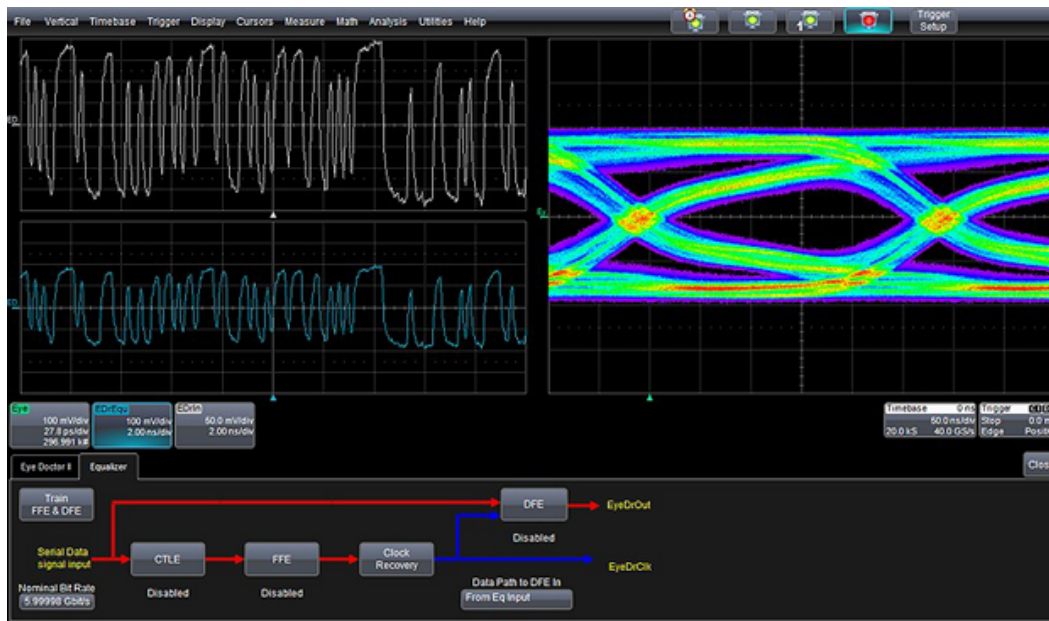 File Vertical Timebase Trigger Display Cursors Measure Math Analysis Utilities Help
Trigger
Setup
Eye
100 mV/div
27.8 ps/div
296.991 k#
EDrEqu
100 mV/div
2.00 ns/div
EDrIn
50.0 mV/div
2.00 ns/div
Timebase 0 ns
50.0 ns/div
20.0 kS 40.0 GS/s
Trigger
Stop
Edge
Eye Doctor II
Equalizer
Clos
Train
FFE & DFE
Serial Data
signal input
Nominal Bit Rate
5.99998 Gbit/s
CTLE
Disabled
FFE
Disabled
Clock
Recovery
DFE
Disabled
EyeDrOut
EyeDrClk
Data Path to DFE In
From Eq Input